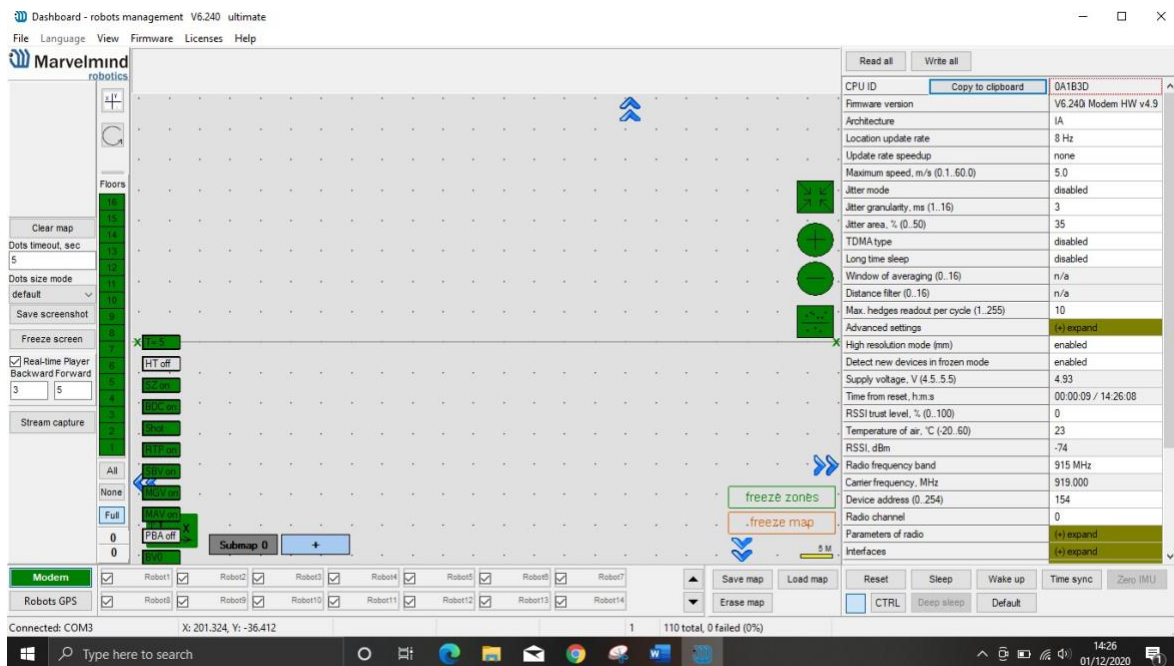 Dashboard - robots management V6.240 ultimate
File Language View Firmware Licenses Help
Marvelmind
robotics
Floors
16
15
14
13
12
11
10
9
8
7
6
5
4
3
2
1
All
None
Full
0
0
Clear map
Dots timeout, sec
5
Dots size mode
default
Save screenshot
Freeze screen
Real-time Player
Backward Forward
3 5
Stream capture
T= 5
HT off
SZ on
BDC on
Shot
RTP on
SBV on
MGV on
MAV on
PBA off
BV0
X
X
X
Submap 0 +
freeze zones
freeze map
5 M
Read all Write all
CPU ID Copy to clipboard 0A1B3D
Firmware version V6.240i Modem HW v4.9
Architecture IA
Location update rate 8 Hz
Update rate speedup none
Maximum speed, m/s (0.1..60.0) 5.0
Jitter mode disabled
Jitter granularity, ms (1..16) 3
Jitter area, % (0..50) 35
TDMA type disabled
Long time sleep disabled
Window of averaging (0..16) n/a
Distance filter (0..16) n/a
Max. hedges readout per cycle (1..255) 10
Advanced settings (+) expand
High resolution mode (mm) enabled
Detect new devices in frozen mode enabled
Supply voltage, V (4.5..5.5) 4.93
Time from reset, h:m:s 00:00:09 / 14:26:08
RSSI trust level, % (0..100) 0
Temperature of air, °C (-20..60) 23
RSSI, dBm -74
Radio frequency band 915 MHz
Carrier frequency, MHz 919.000
Device address (0..254) 154
Radio channel 0
Parameters of radio (+) expand
Interfaces (+) expand
Modem Robot1 Robot2 Robot3 Robot4 Robot5 Robot6 Robot7 Save map Load map Reset Sleep Wake up Time sync Zero IMU
Robots GPS Robot8 Robot9 Robot10 Robot11 Robot12 Robot13 Robot14 Erase map CTRL Deep sleep Default
Connected: COM3 X: 201.324, Y: -36.412 1 110 total, 0 failed (0%)
Type here to search
14:26
01/12/2020